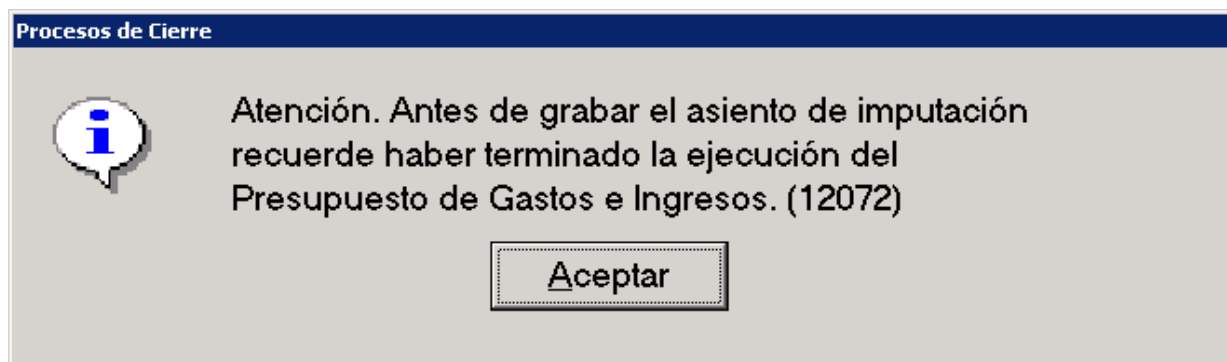 Procesos de Cierre
Atención. Antes de grabar el asiento de imputación
recuerde haber terminado la ejecución del
Presupuesto de Gastos e Ingresos. (12072)
Aceptar